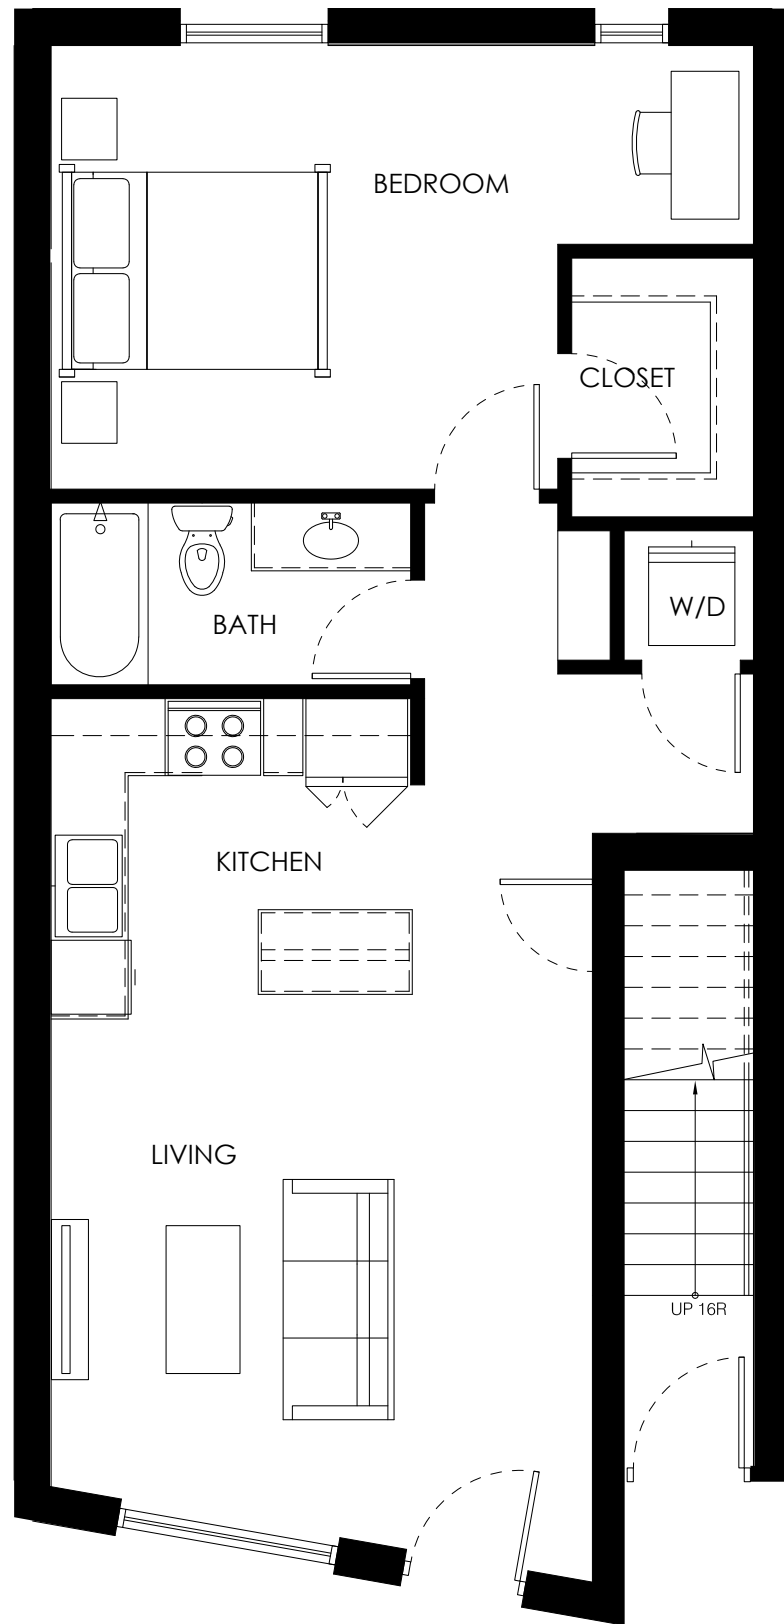 BEDROOM
CLOSET
W/D
BATH
KITCHEN
LIVING
UP 16R